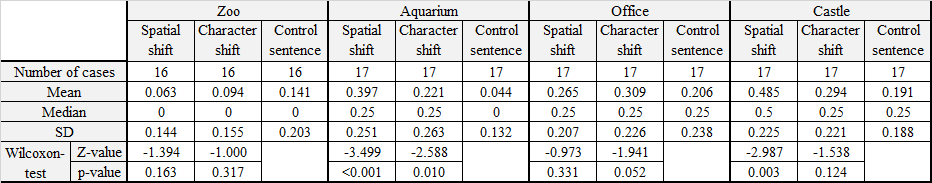 Zoo Aquarium Office Castle
Spatial shift Character shift Control sentence Spatial shift Character shift Control sentence Spatial shift Character shift Control sentence Spatial shift Character shift Control sentence
Number of cases 16 16 16 17 17 17 17 17 17 17 17 17
Mean 0.063 0.094 0.141 0.397 0.221 0.044 0.265 0.309 0.206 0.485 0.294 0.191
Median 0 0 0 0.25 0.25 0 0.25 0.25 0.25 0.5 0.25 0.25
SD 0.144 0.155 0.203 0.251 0.263 0.132 0.207 0.226 0.238 0.225 0.221 0.188
Wilcoxon-test Z-value -1.394 -1.000 -3.499 -2.588 -0.973 -1.941 -2.987 -1.538
p-value 0.163 0.317 <0.001 0.010 0.331 0.052 0.003 0.124